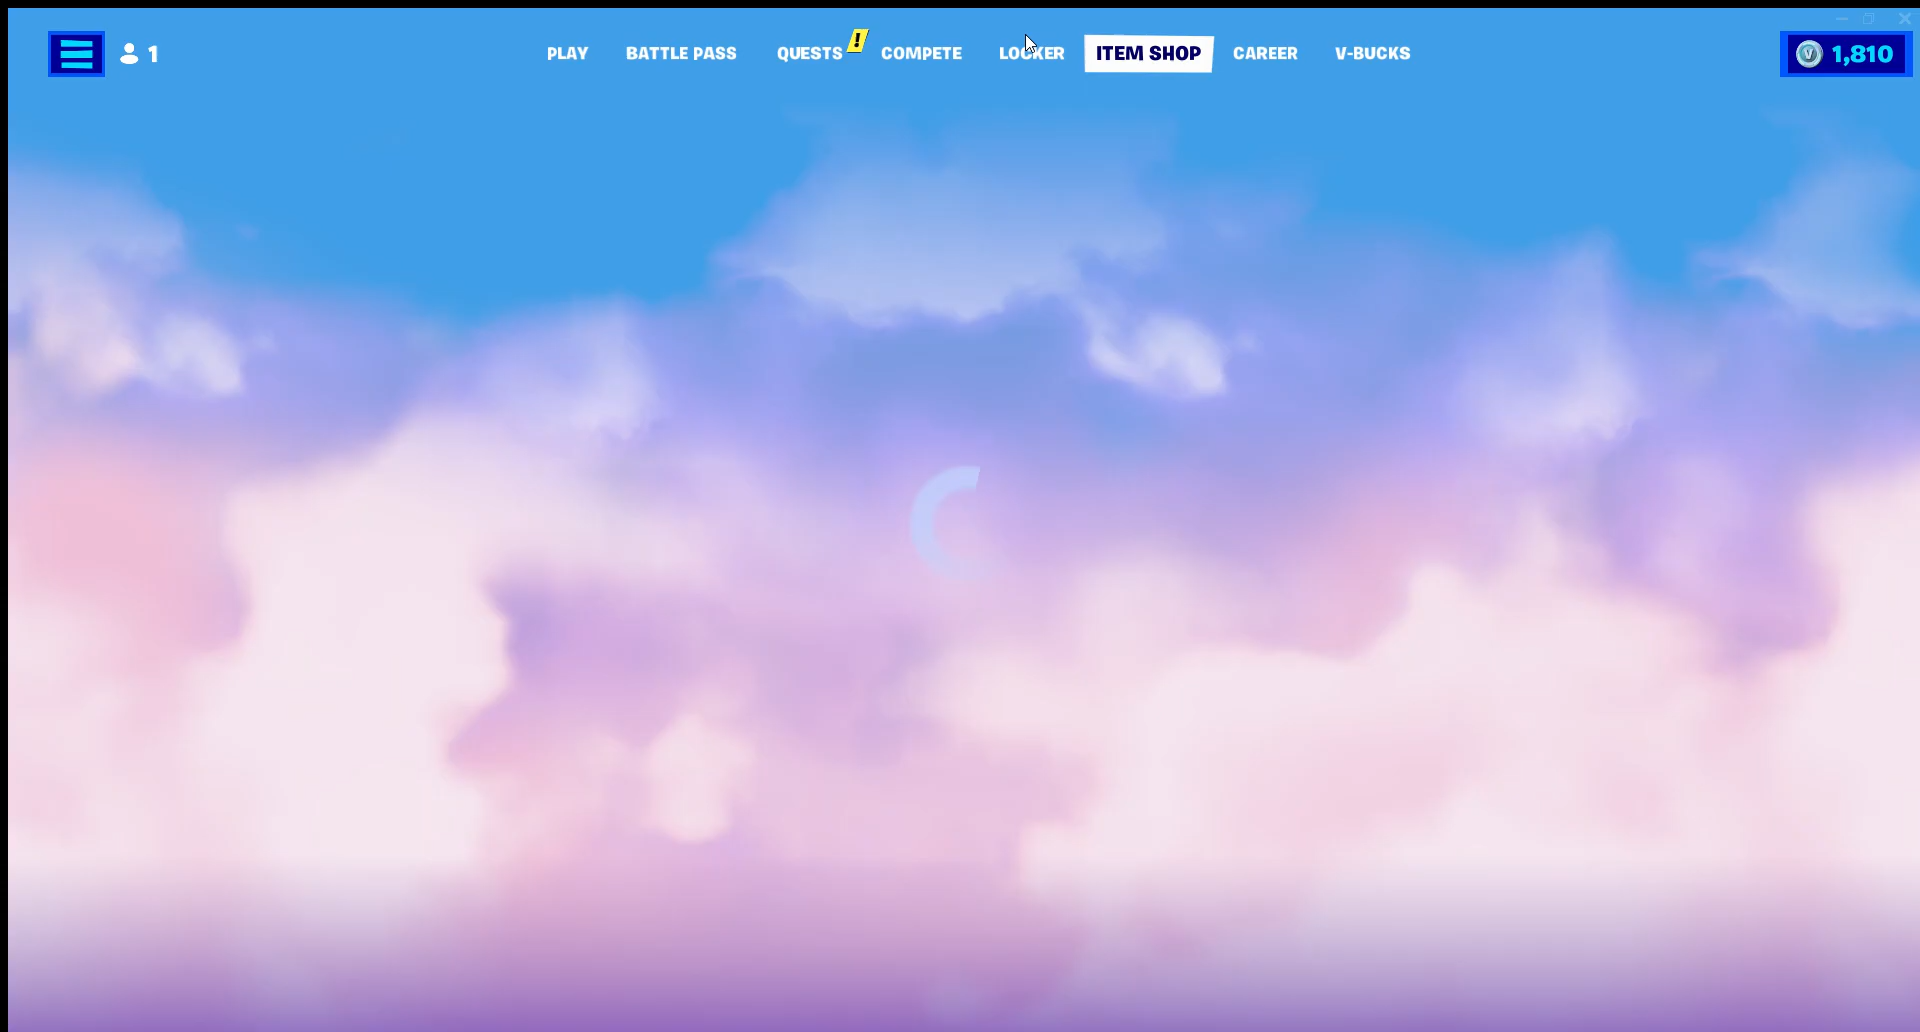 1
PLAY BATTLE PASS QUESTS ! COMPETE LOCKER ITEM SHOP CAREER V-BUCKS
V 1,810